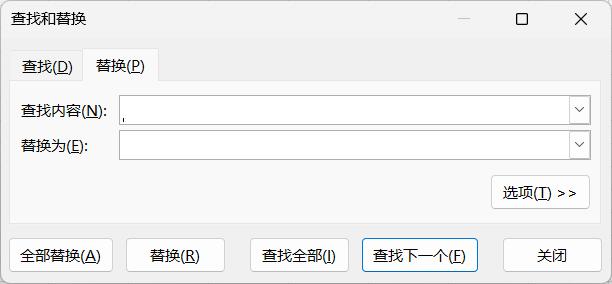 查找和替换
查找(D) 替换(P)
查找内容(N): ,
替换为(E):
选项(T) >>
全部替换(A) 替换(R) 查找全部(I) 查找下一个(F) 关闭